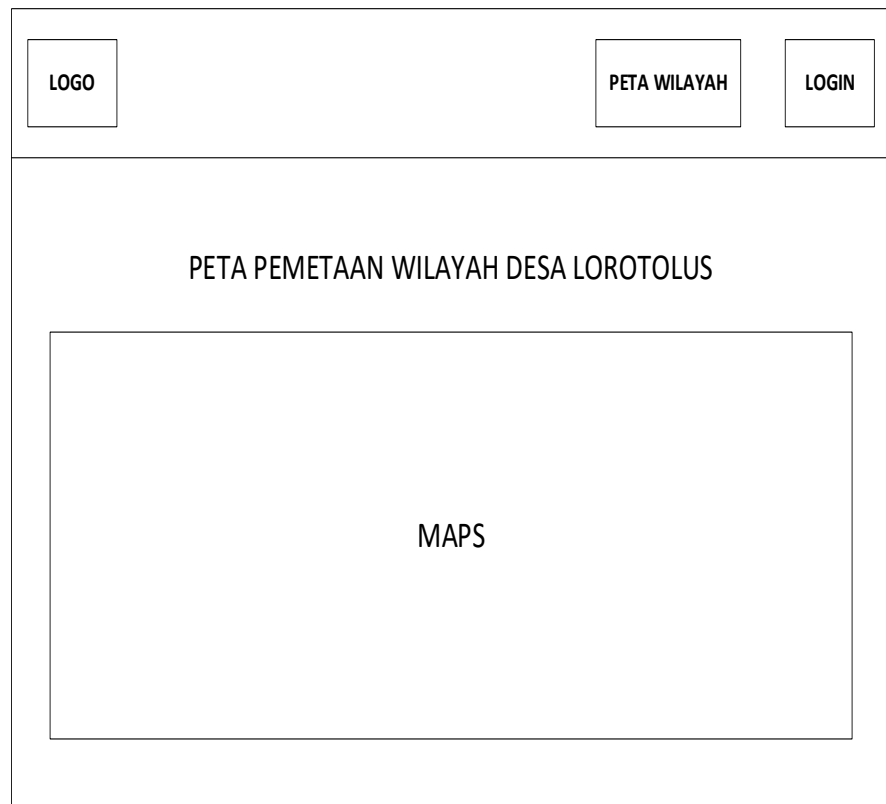 LOGO
PETA WILAYAH
LOGIN
PETA PEMETAAN WILAYAH DESA LOROTOLUS
MAPS